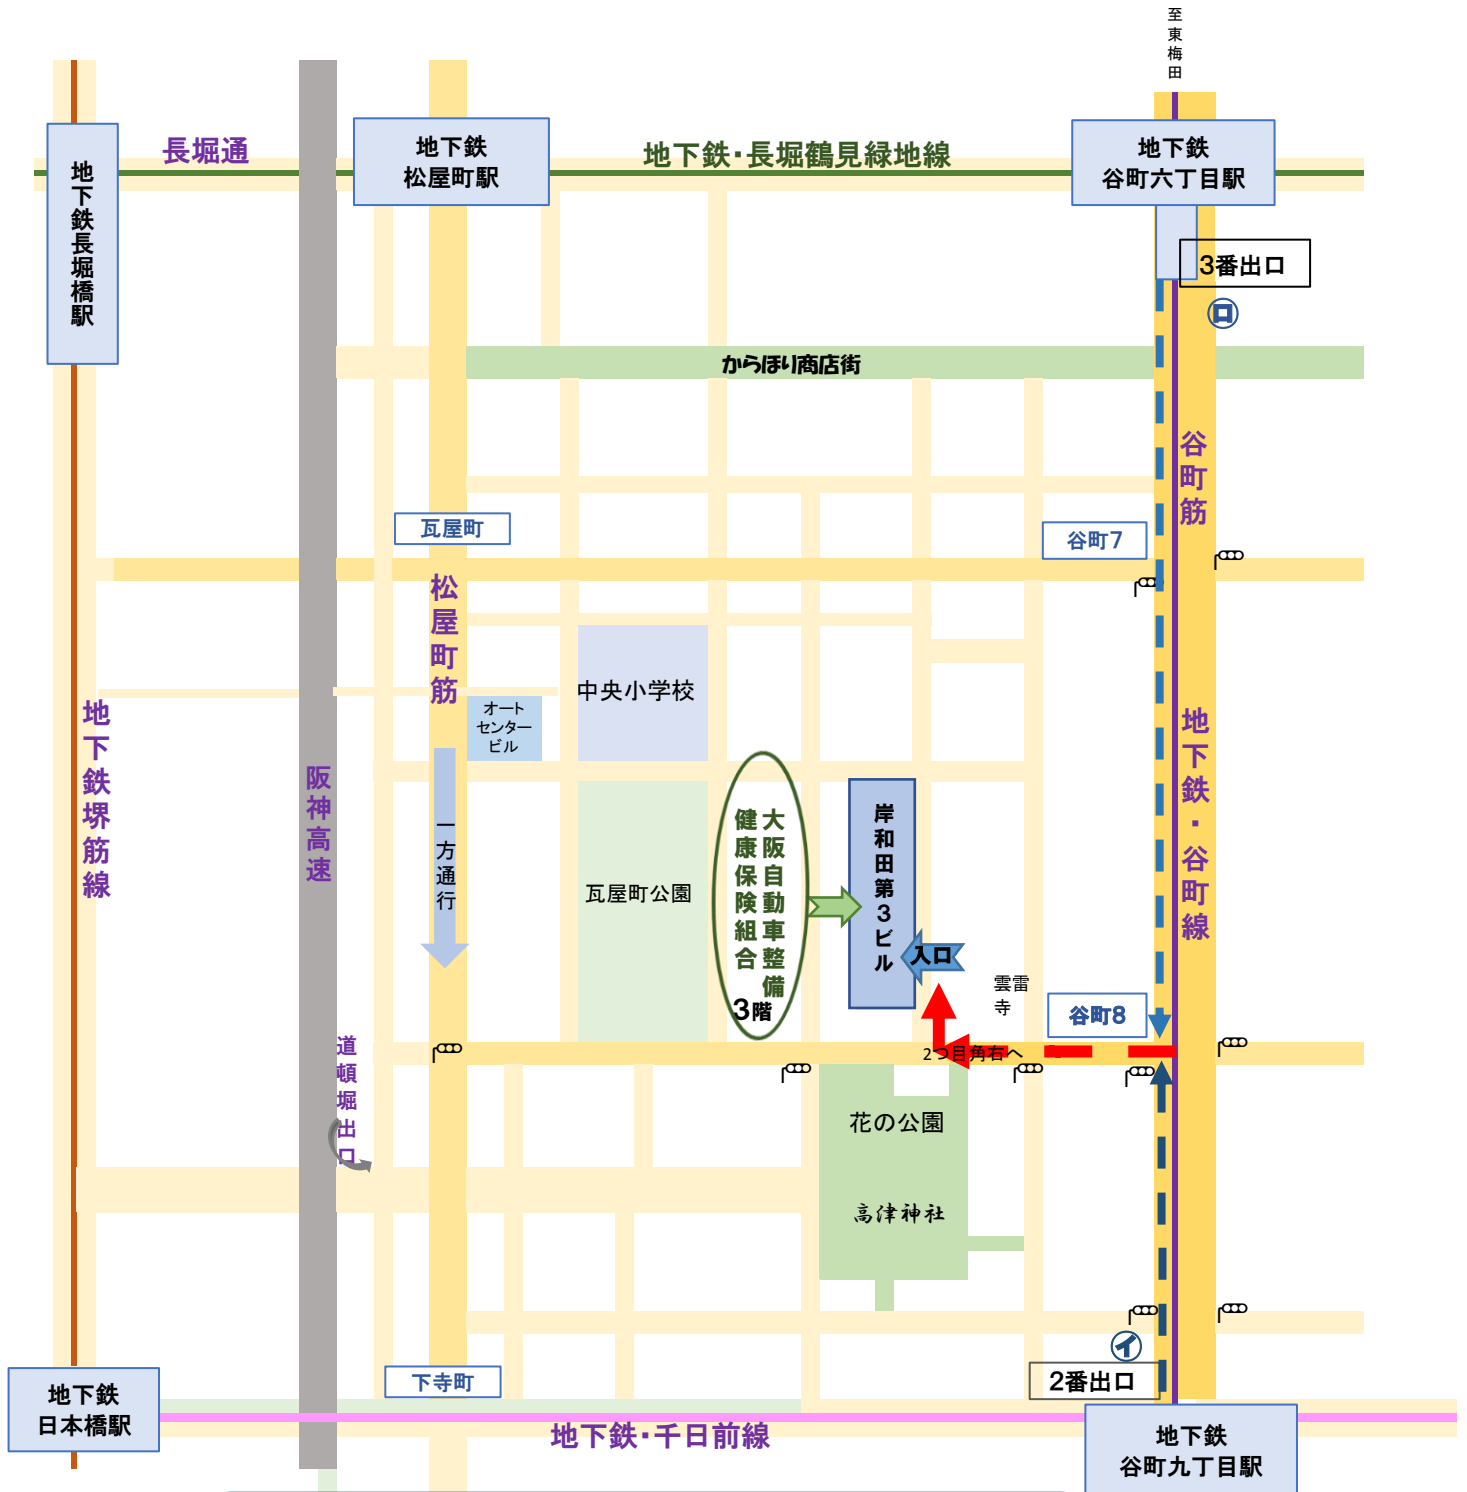 至東梅田
長堀通
地下鉄
松屋町駅
地下鉄・長堀鶴見緑地線
地下鉄
谷町六丁目駅
地下鉄長堀橋駅
3番出口
ロ
からほり商店街
谷町筋
瓦屋町
谷町7
松屋町筋
中央小学校
オート
センター
ビル
地下鉄堺筋線
阪神高速
地下鉄・谷町線
一方通行
瓦屋町公園
大阪自動車整備
健康保険組合
3階
岸和田第3ビル
入口
雲雷
寺
谷町8
2つ目角右へ
道頓堀出口
花の公園
高津神社
イ
2番出口
下寺町
地下鉄
日本橋駅
地下鉄・千日前線
地下鉄
谷町九丁目駅